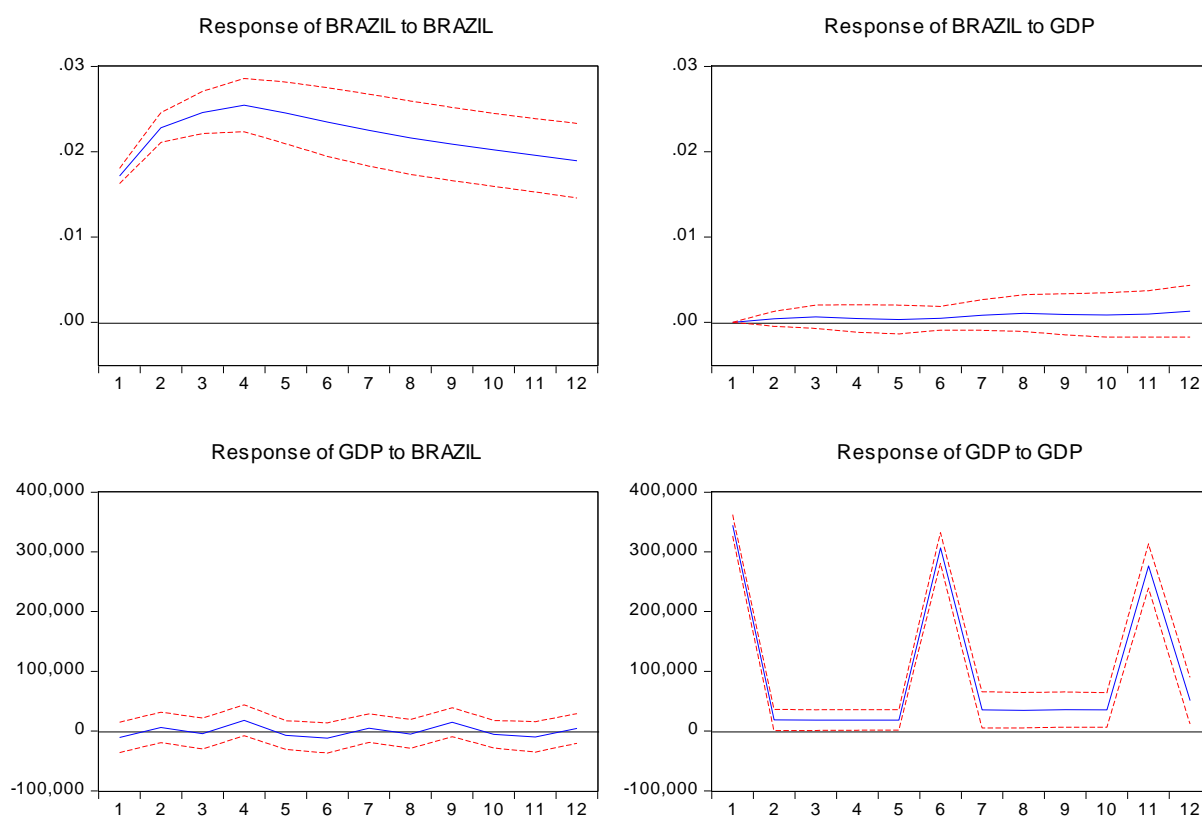 Response of BRAZIL to BRAZIL
.03
.02
.01
.00
1 2 3 4 5 6 7 8 9 10 11 12
Response of BRAZIL to GDP
.03
.02
.01
.00
1 2 3 4 5 6 7 8 9 10 11 12
Response of GDP to BRAZIL
400,000
300,000
200,000
100,000
0
-100,000
1 2 3 4 5 6 7 8 9 10 11 12
Response of GDP to GDP
400,000
300,000
200,000
100,000
0
-100,000
1 2 3 4 5 6 7 8 9 10 11 12